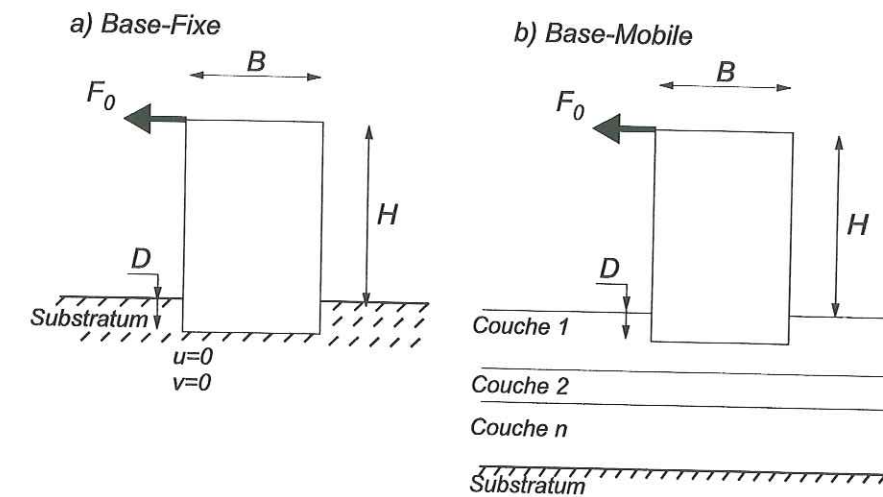 a) Base-Fixe
B
F0
H
D
Substratum
u=0
v=0
b) Base-Mobile
B
F0
H
D
Couche 1
Couche 2
Couche n
Substratum